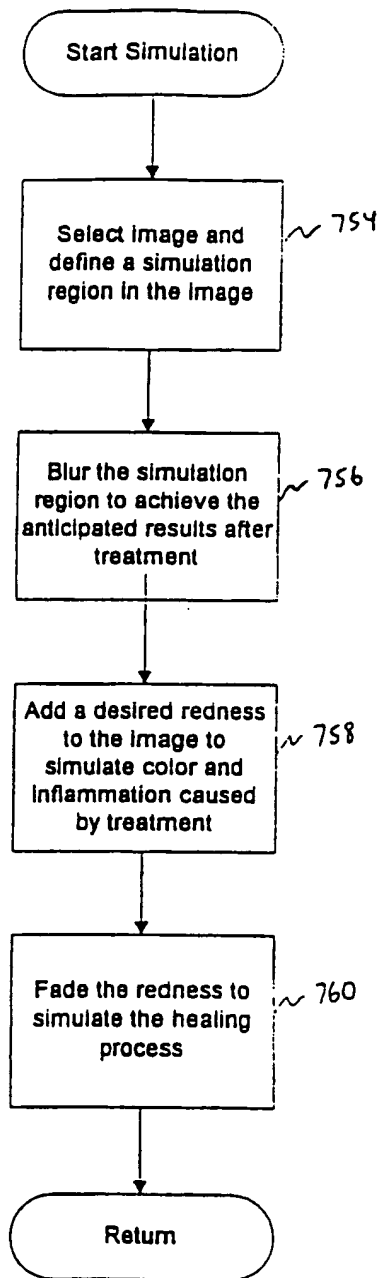 Start Simulation
Select image and
define a simulation
region in the image
754
Blur the simulation
region to achieve the
anticipated results after
treatment
756
Add a desired redness
to the image to
simulate color and
inflammation caused
by treatment
758
Fade the redness to
simulate the healing
process
760
Return